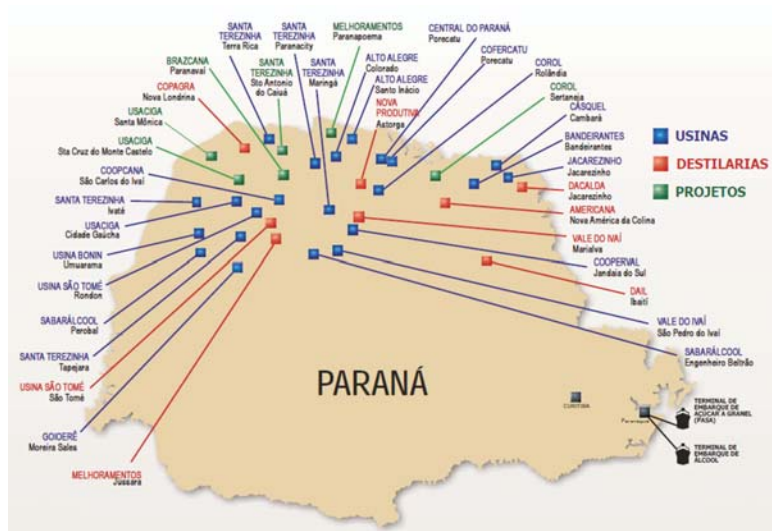 SANTA
TEREZINHA
Terra Rica
SANTA
TEREZINHA
Paranacity
MELHORAMENTOS
Paranapoema
CENTRAL DO PARANÁ
Porecatu
COFERCATU
Porecatu
BRAZCANA
Paranavaí
SANTA
TEREZINHA
Sto Antonio
do Caiuá
SANTA
TEREZINHA
Maringá
ALTO ALEGRE
Colorado
ALTO ALEGRE
Santo Inácio
COROL
Rolândia
COPAGRA
Nova Londrina
NOVA
PRODUTIVA
Astorga
COROL
Sertaneja
USACIGA
Santa Mônica
CASQUEL
Cambará
USACIGA
Sta Cruz do Monte Castelo
BANDEIRANTES
Bandeirantes
COOPCANA
São Carlos do Ivaí
JACAREZINHO
Jacarezinho
SANTA TEREZINHA
Ivaté
DACALDA
Jacarezinho
USACIGA
Cidade Gaúcha
AMERICANA
Nova América da Colina
USINA BONIN
Umuarama
VALE DO IVAÍ
Marialva
USINA SÃO TOMÉ
Rondon
COOPERVAL
Jandaia do Sul
SABARÁLCOOL
Perobal
DAIL
Ibaiti
SANTA TEREZINHA
Tapejara
VALE DO IVAÍ
São Pedro do Ivaí
USINA SÃO TOMÉ
São Tomé
SABARÁLCOOL
Engenheiro Beltrão
GOIOERÊ
Moreira Sales
MELHORAMENTOS
Jussara
USINAS
DESTILARIAS
PROJETOS
PARANÁ
CURITIBA
Paranaguá
TERMINAL DE
EMBARQUE DE
AÇÚCAR A GRANEL
(PASA)
TERMINAL DE
EMBARQUE DE
ÁLCOOL